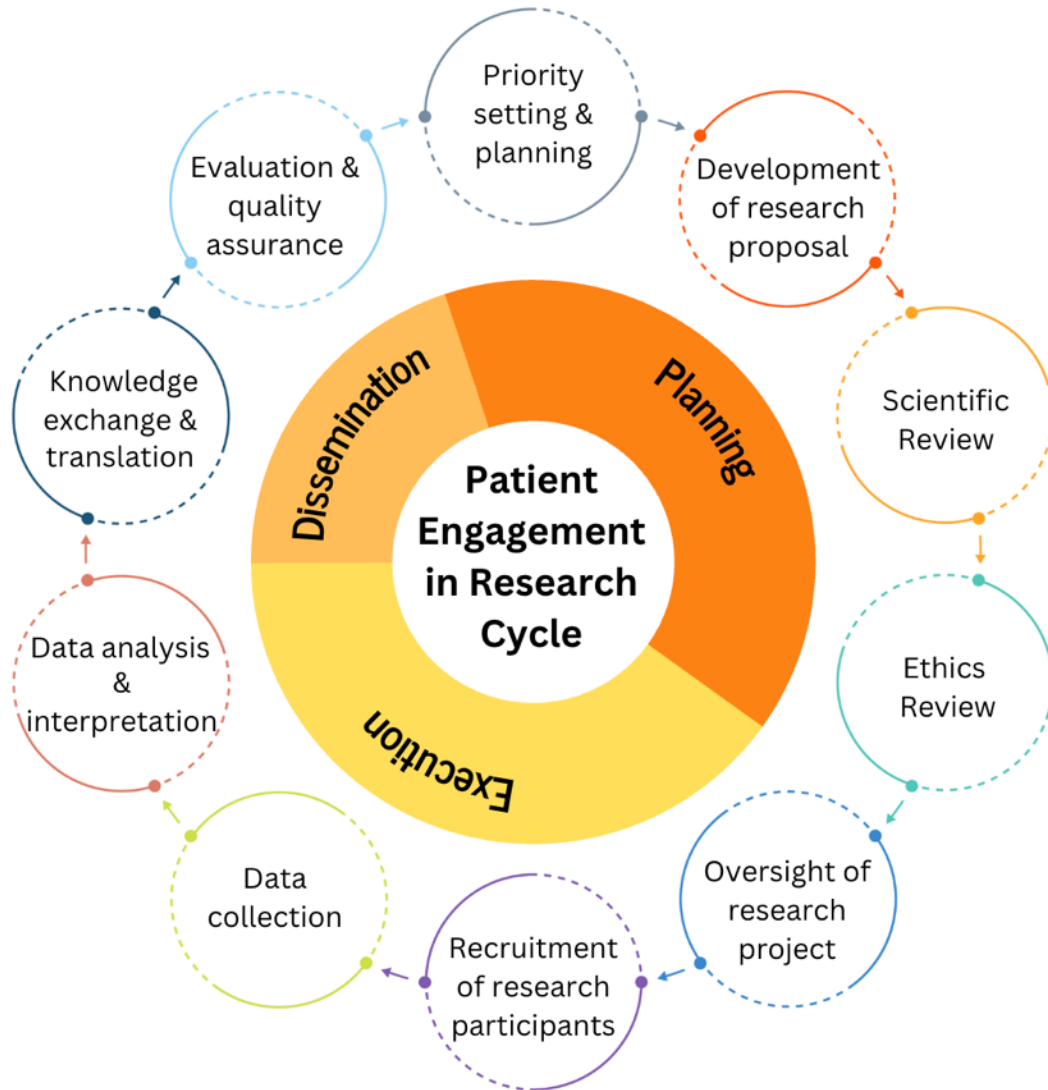 Priority
setting &
planning
Development
of research
proposal
Scientific
Review
Ethics
Review
Oversight of
research
project
Recruitment
of research
participants
Data
collection
Data analysis
&
interpretation
Knowledge
exchange &
translation
Evaluation &
quality
assurance
Planning
Execution
Dissemination
Patient
Engagement
in Research
Cycle